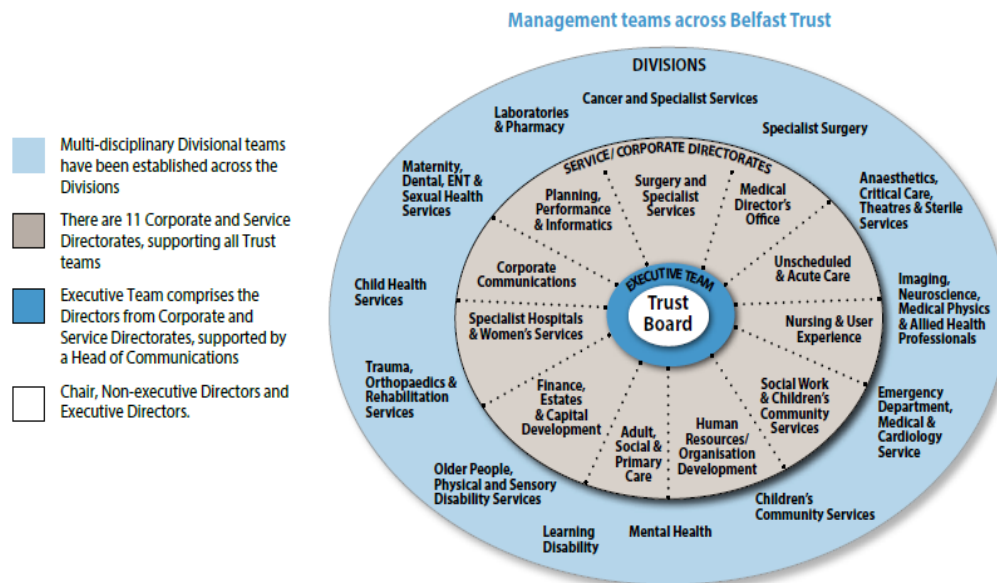 Management teams across Belfast Trust
Multi-disciplinary Divisional teams
have been established across the
Divisions
There are 11 Corporate and Service
Directorates, supporting all Trust
teams
Executive Team comprises the
Directors from Corporate and
Service Directorates, supported by
a Head of Communications
Chair, Non-executive Directors and
Executive Directors.
DIVISIONS
Cancer and Specialist Services
Specialist Surgery
Anaesthetics,
Critical Care,
Theatres & Sterile
Services
Imaging,
Neuroscience,
Medical Physics
& Allied Health
Professionals
Emergency
Department,
Medical &
Cardiology
Service
Children's
Community Services
Mental Health
Learning
Disability
Older People,
Physical and Sensory
Disability Services
Trauma,
Orthopaedics &
Rehabilitation
Services
Child Health
Services
Maternity,
Dental, ENT &
Sexual Health
Services
Laboratories
& Pharmacy
SERVICE/CORPORATE DIRECTORATES
Surgery and
Specialist
Services
Medical
Director's
Office
Unscheduled
& Acute Care
Nursing & User
Experience
Social Work
& Children's
Community
Services
Human
Resources/
Organisation
Development
Adult,
Social &
Primary
Care
Finance,
Estates
& Capital
Development
Specialist Hospitals
& Women's Services
Corporate
Communications
Planning,
Performance
& Informatics
EXECUTIVE TEAM
Trust
Board